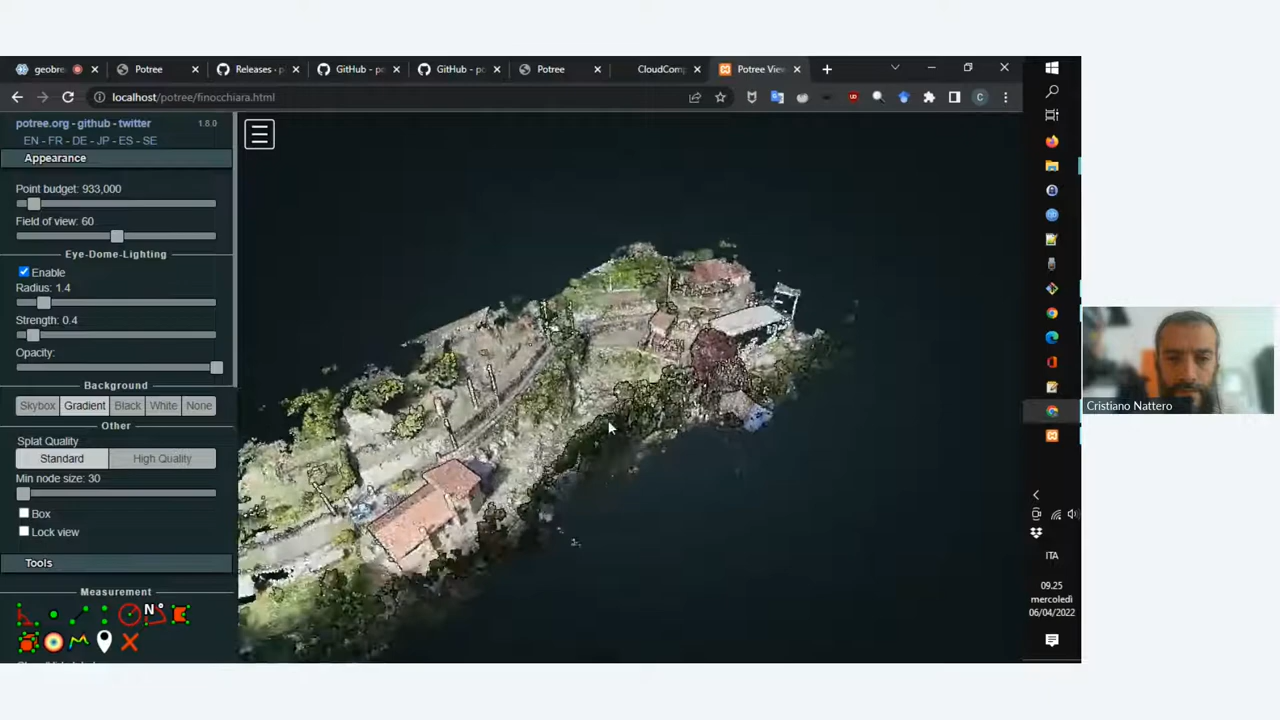 geobre
Potree
Releases · p
GitHub - pe
GitHub - po
Potree
CloudComp
Potree View
localhost/potree/finocchiara.html
potree.org - github - twitter
1.8.0
EN - FR - DE - JP - ES - SE
Appearance
Point budget: 933,000
Field of view: 60
Eye-Dome-Lighting
Enable
Radius: 1.4
Strength: 0.4
Opacity:
Background
Skybox
Gradient
Black
White
None
Other
Splat Quality
Standard
High Quality
Min node size: 30
Box
Lock view
Tools
Measurement
N°
Cristiano Nattero
ITA
09.25
mercoledì
06/04/2022